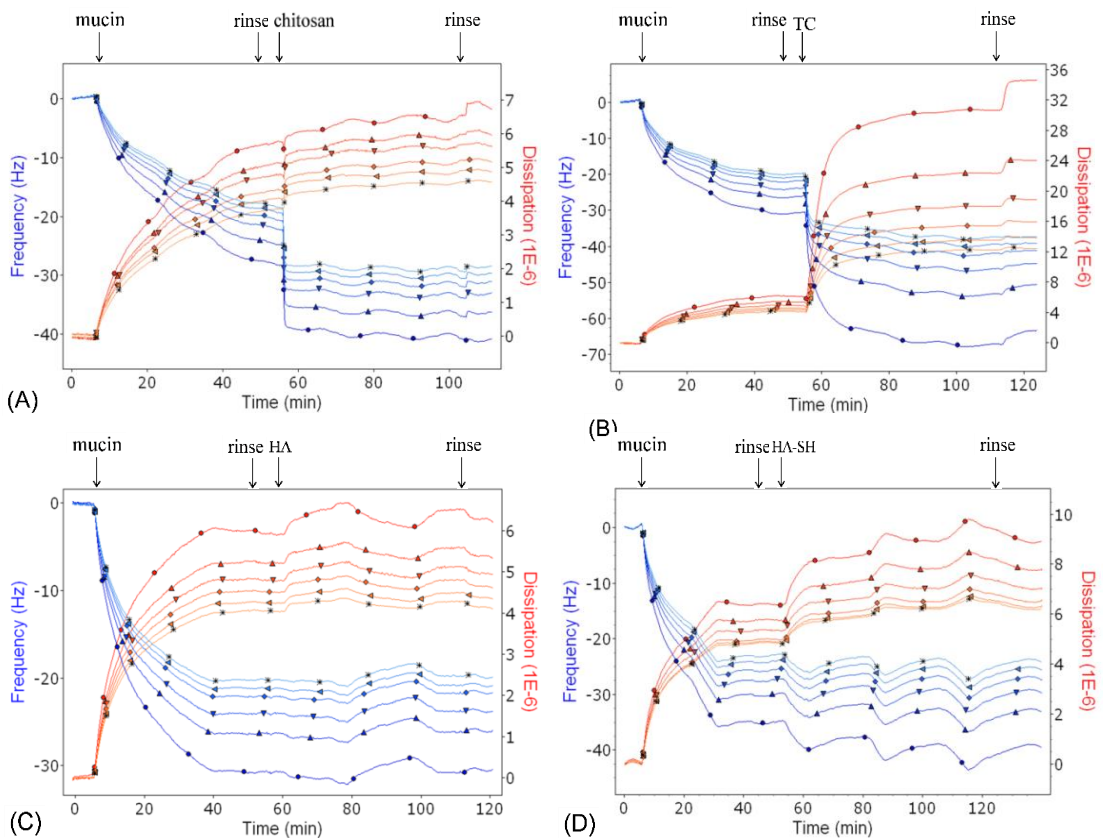 mucin rinse chitosan rinse
0
-10
-20
-30
-40
Frequency (Hz)
7
6
5
4
3
2
1
0
Dissipation (1E-6)
0 20 40 60 80 100
Time (min)
(A)
mucin rinse TC rinse
0
-10
-20
-30
-40
-50
-60
-70
Frequency (Hz)
36
32
28
24
20
16
12
8
4
0
Dissipation (1E-6)
0 20 40 60 80 100 120
Time (min)
(B)
mucin rinse HA rinse
0
-10
-20
-30
Frequency (Hz)
6
5
4
3
2
1
0
Dissipation (1E-6)
0 20 40 60 80 100 120
Time (min)
(C)
mucin rinse HA-SH rinse
0
-10
-20
-30
-40
Frequency (Hz)
10
8
6
4
2
0
Dissipation (1E-6)
0 20 40 60 80 100 120
Time (min)
(D)